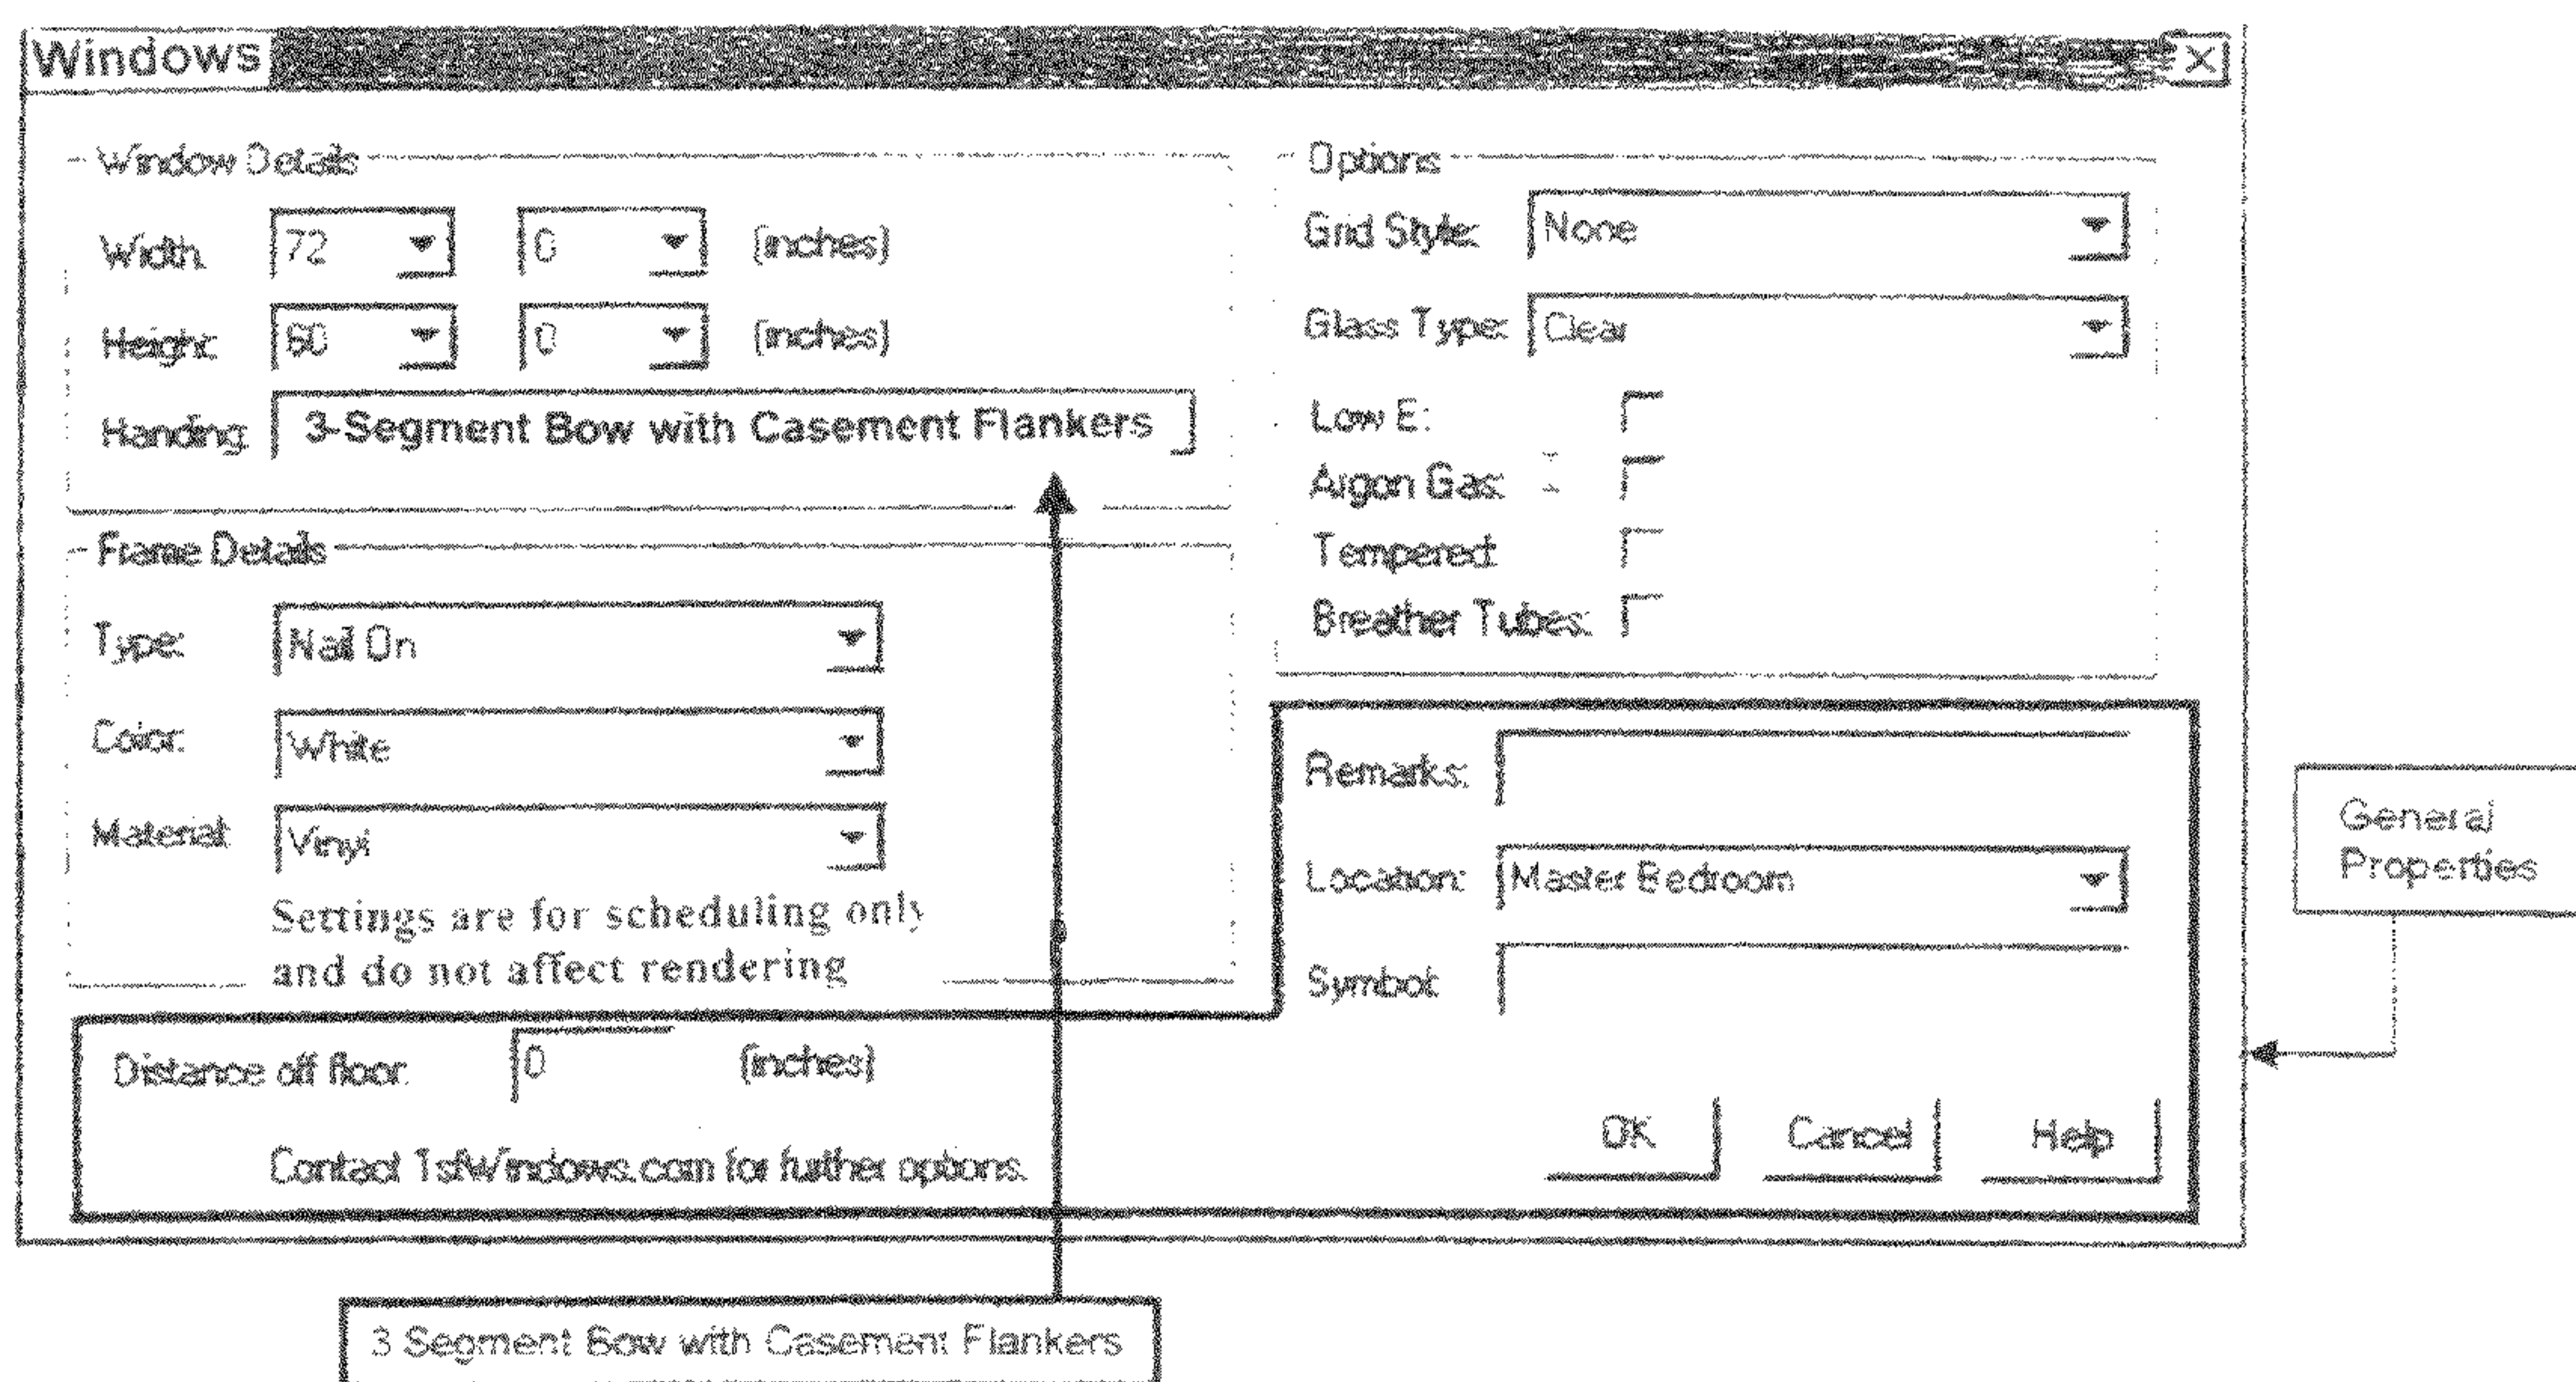 Windows
Window Details
Width: 72 0 (inches)
Height: 60 0 (inches)
Handing: 3-Segment Bow with Casement Flankers
Frame Details
Type: Nail On
Color: White
Material: Vinyl
Settings are for scheduling only
and do not affect rendering
Distance off floor: 0 (inches)
Contact 1stWindows.com for further options.
Options
Grid Style: None
Glass Type: Clear
Low E:
Argon Gas:
Tempered:
Breather Tubes:
Remarks:
Location: Master Bedroom
Symbol:
OK Cancel Help
General
Properties
3 Segment Bow with Casement Flankers